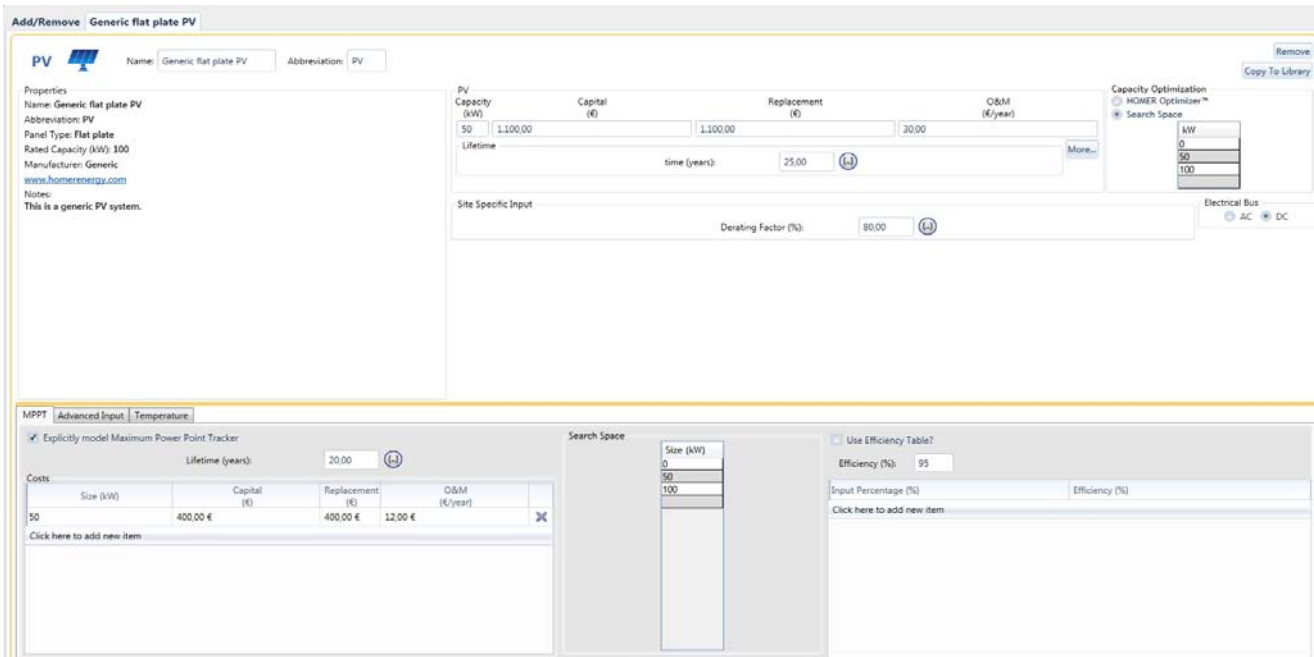 Add/Remove Generic flat plate PV
PV Name: Generic flat plate PV Abbreviation: PV
Remove
Copy To Library
Properties
Name: Generic flat plate PV
Abbreviation: PV
Panel Type: Flat plate
Rated Capacity (kW): 100
Manufacturer: Generic
www.homerenergy.com
Notes:
This is a generic PV system.
PV
Capacity (kW) Capital (€) Replacement (€) O&M (€/year)
50 1.100,00 1.100,00 30,00
Lifetime
time (years): 25,00 (..)
More...
Site Specific Input
Derating Factor (%): 80,00 (..)
Capacity Optimization
HOMER Optimizer™
Search Space
kW
0
50
100
Electrical Bus
AC DC
MPPT Advanced Input Temperature
Explicitly model Maximum Power Point Tracker
Lifetime (years): 20,00 (..)
Costs
Size (kW) Capital (€) Replacement (€) O&M (€/year)
50 400,00 € 400,00 € 12,00 €
Click here to add new item
Search Space
Size (kW)
0
50
100
Use Efficiency Table?
Efficiency (%): 95
Input Percentage (%) Efficiency (%)
Click here to add new item